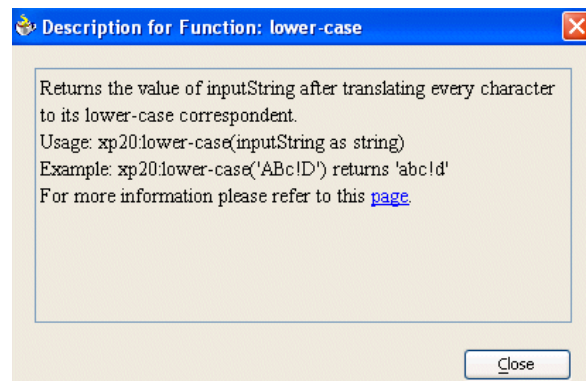 Description for Function: lower-case
Returns the value of inputString after translating every character
to its lower-case correspondent.
Usage: xp20:lower-case(inputString as string)
Example: xp20:lower-case('ABc!D') returns 'abc!d'
For more information please refer to this page.
Close